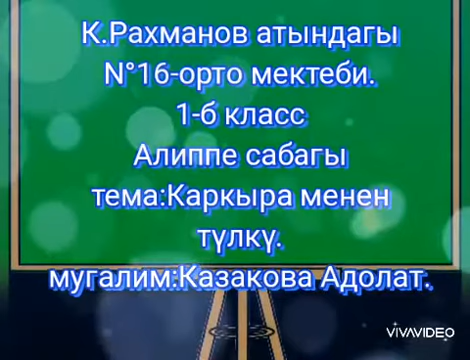 К.Рахманов атындагы
N°16-орто мектеби.
1-б класс
Алиппе сабагы
тема:Каркыра менен
түлкү.
мугалим:Казакова Адолат.
VIVAVIDEO